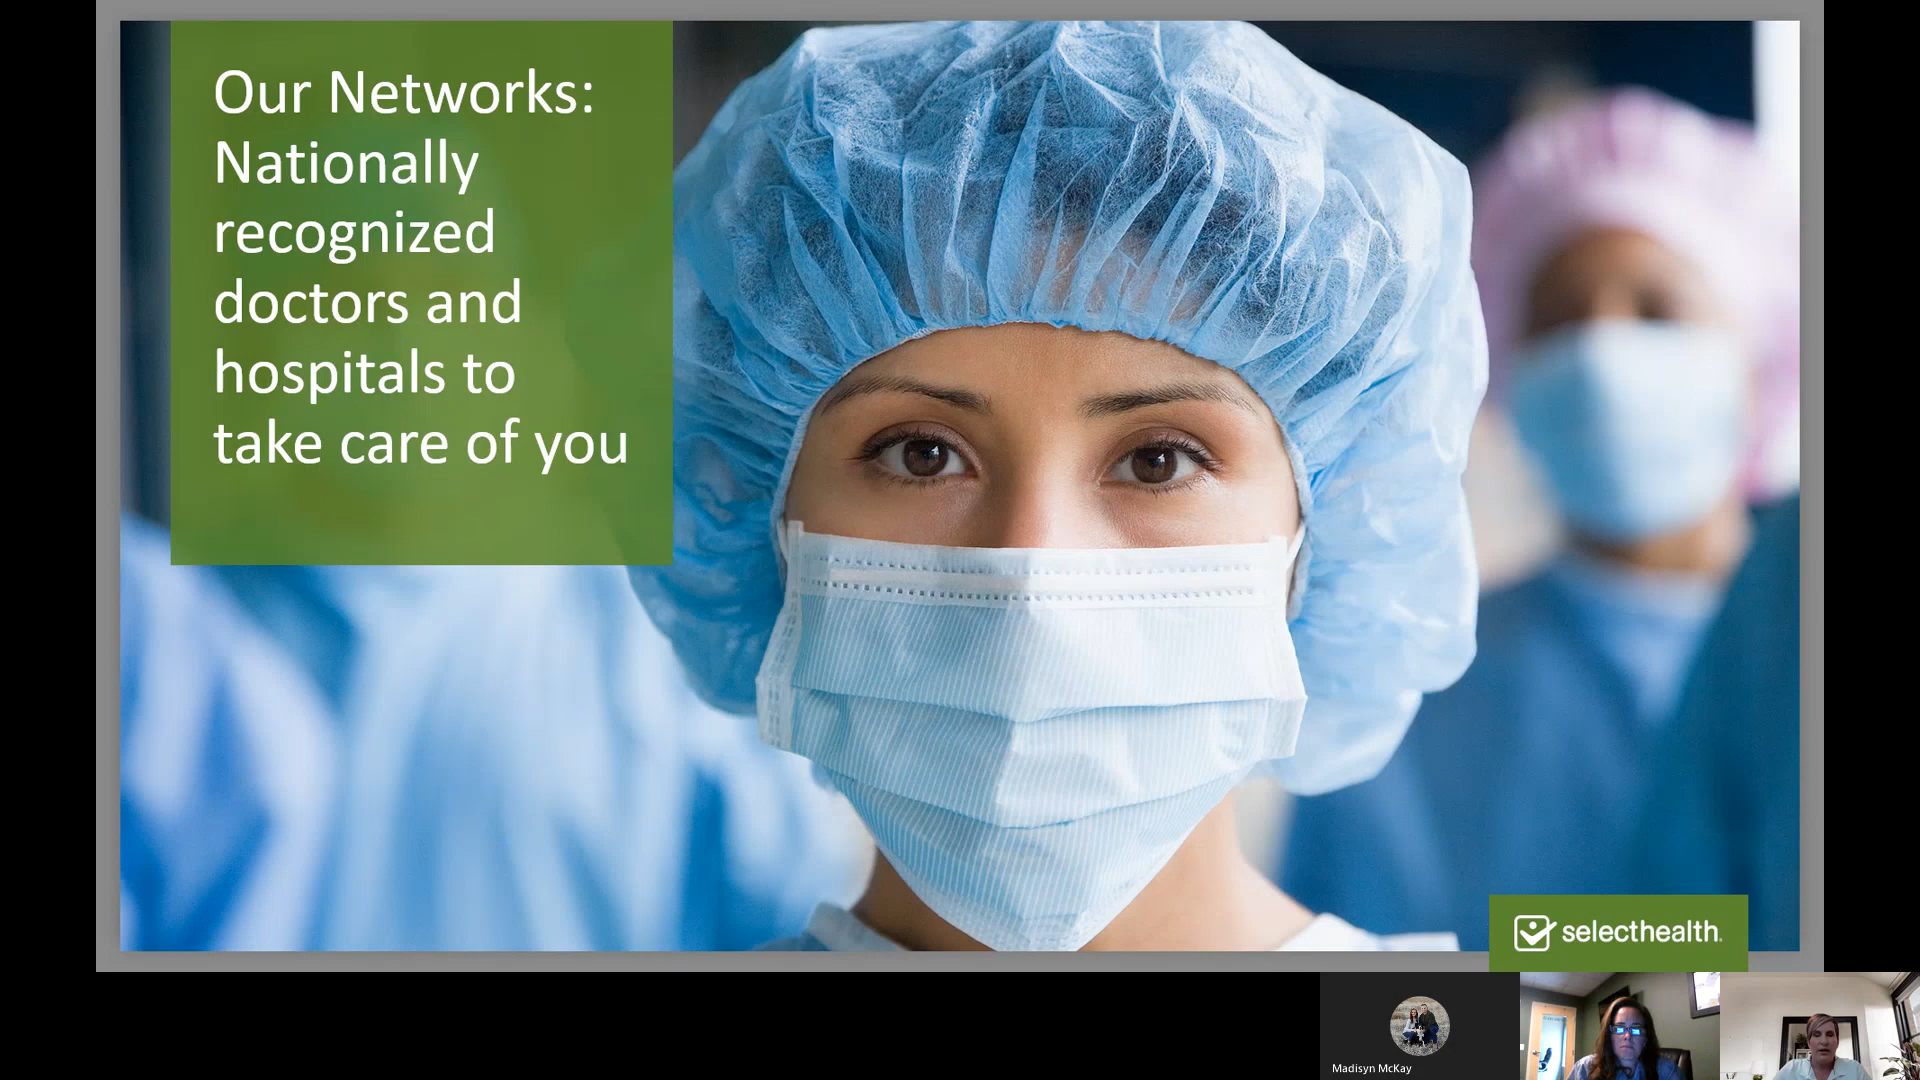 Our Networks:
Nationally
recognized
doctors and
hospitals to
take care of you
selecthealth.
Madisyn McKay